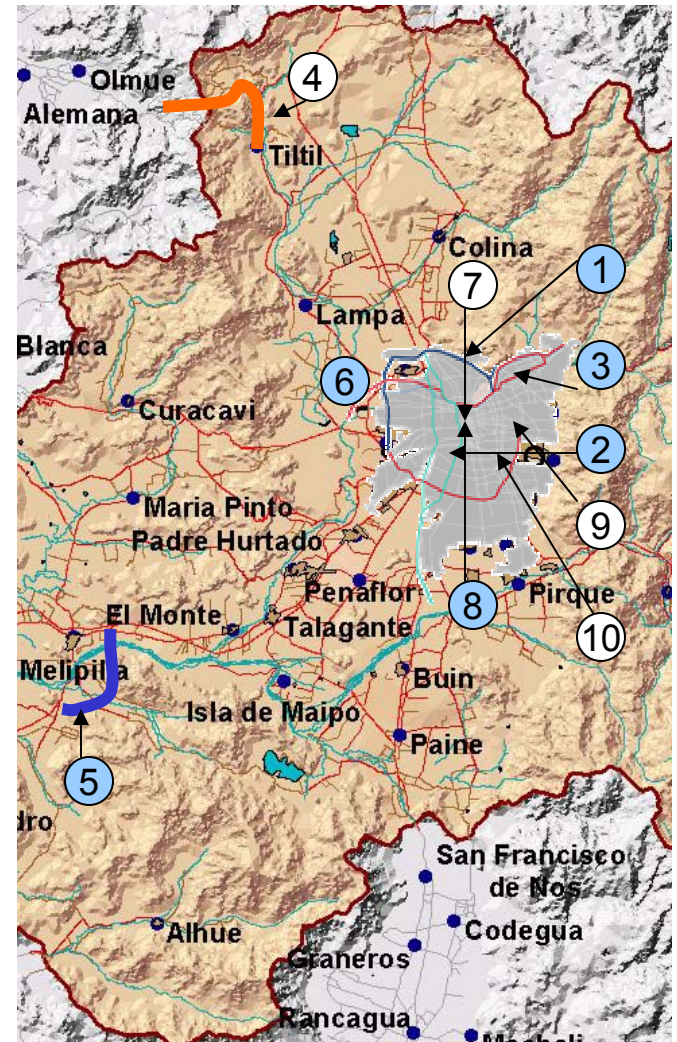 Olmue
4
Alemana
Tiltil
Colina
7
1
Lampa
Blanca
6
3
Curacavi
2
Maria Pinto
9
Padre Hurtado
Penaflor
8
Pirque
El Monte
Talagante
10
Melipilla
Buin
Isla de Maipo
Paine
5
dro
San Francisco
de Nos
Alhue
Codegua
Graneros
Rancagua